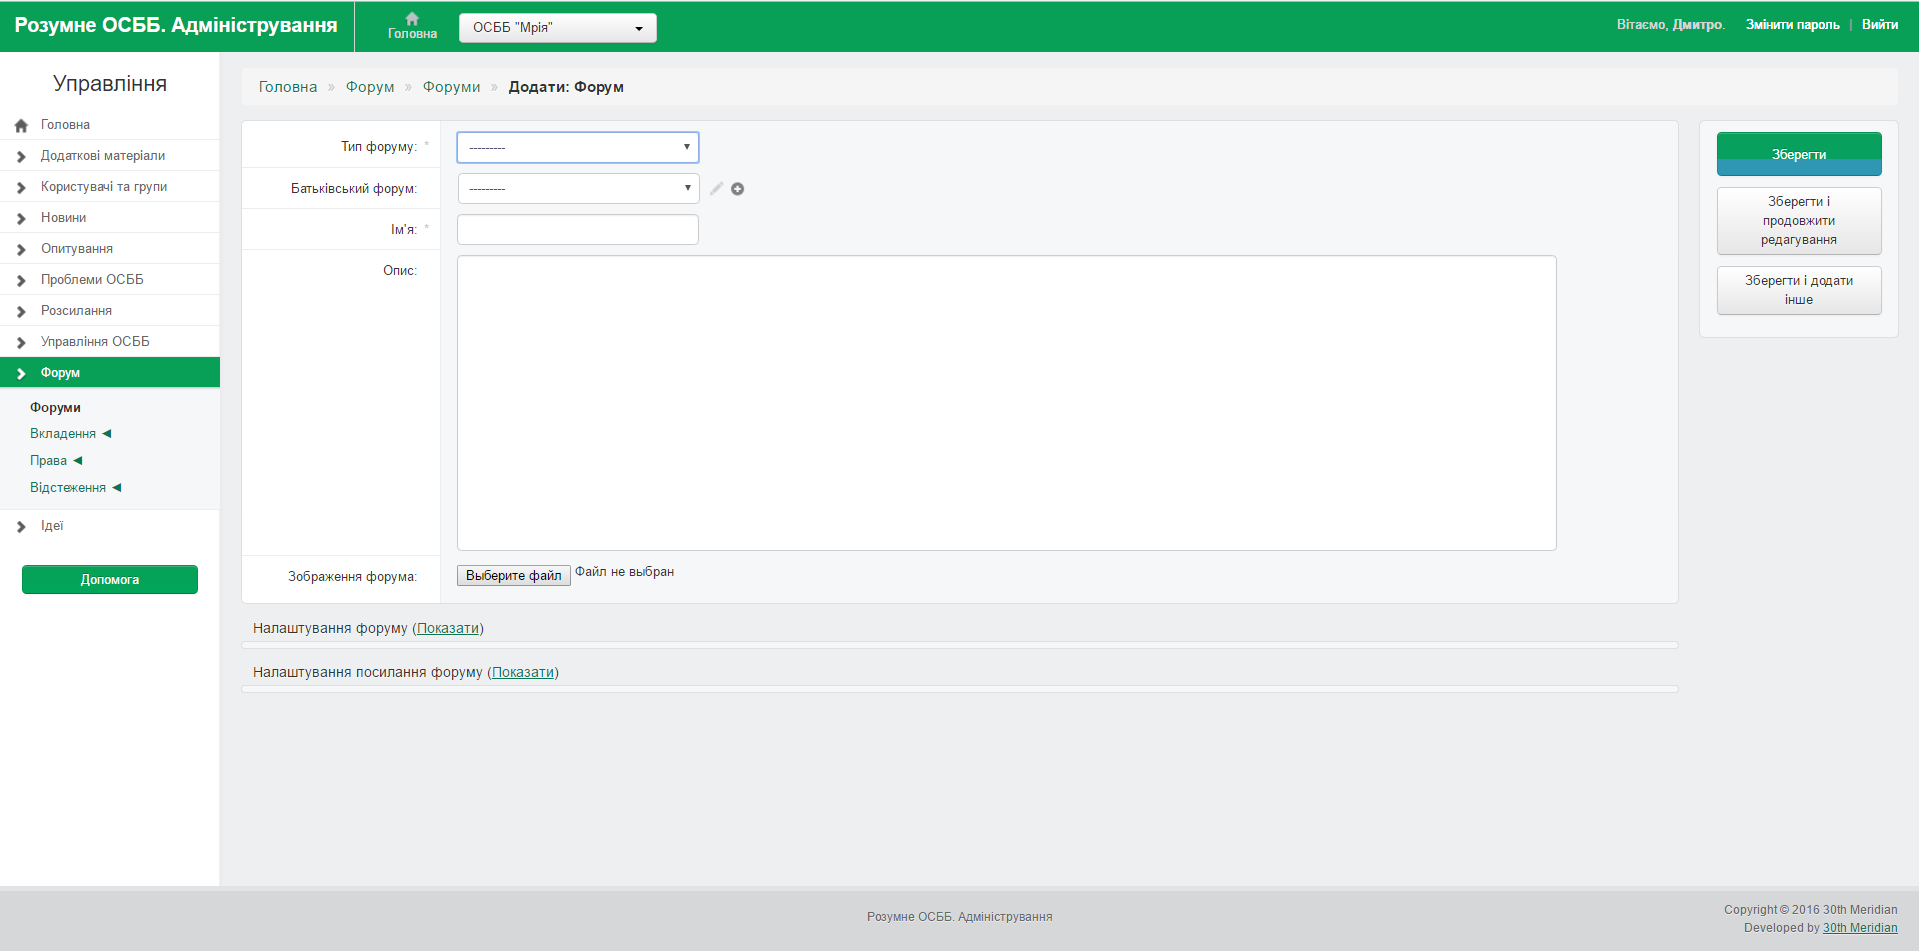 Розумне ОСББ. Адміністрування
Головна
ОСББ "Мрія"
Вітаємо, Дмитро.
Змінити пароль | Вийти
Управління
Головна
Додаткові матеріали
Користувачі та групи
Новини
Опитування
Проблеми ОСББ
Розсилання
Управління ОСББ
Форум
Форуми
Вкладення
Права
Відстеження
Ідеї
Допомога
Головна » Форум » Форуми » Додати: Форум
Тип форуму: *
---------
Батьківський форум:
---------
Ім'я: *
Опис:
Зображення форума:
Выберите файл Файл не выбран
Налаштування форуму (Показати)
Налаштування посилання форуму (Показати)
Зберегти
Зберегти і
продовжити
редагування
Зберегти і додати
інше
Розумне ОСББ. Адміністрування
Copyright © 2016 30th Meridian
Developed by 30th Meridian